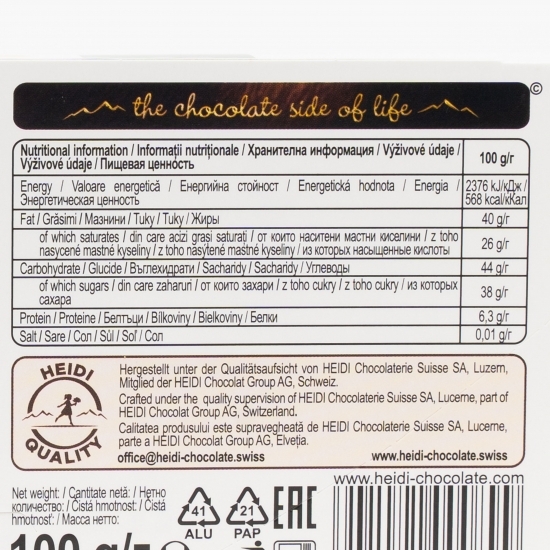 ©
the chocolate side of life
Nutritional information / Informații nutriționale / Хранителна информация / Výživové údaje /
Výživové údaje / Пищевая ценность
100 g/г
Energy / Valoare energetică / Енергийна стойност / Energetická hodnota / Energia /
Энергетическая ценность
2376 kJ/кДж /
568 kcal/кКал
Fat / Grăsimi / Мазнини / Tuky / Tuky / Жиры
40 g/г
of which saturates / din care acizi grași saturați / от които наситени мастни киселини / z toho
nasycené mastné kyseliny / z toho nasýtené mastné kyseliny / из которых насыщенные кислоты
26 g/г
Carbohydrate / Glucide / Въглехидрати / Sacharidy / Sacharidy / Углеводы
44 g/г
of which sugars / din care zaharuri / от които захари / z toho cukry / z toho cukry / из которых
сахара
38 g/г
Protein / Proteine / Белтъци / Bílkoviny / Bielkoviny / Белки
6,3 g/г
Salt / Sare / Сол / Sůl / Soľ / Сол
0,01 g/г
HEIDI
QUALITY
Hergestellt unter der Qualitätsaufsicht von HEIDI Chocolaterie Suisse SA, Luzern,
Mitglied der HEIDI Chocolat Group AG, Schweiz.
Crafted under the quality supervision of HEIDI Chocolaterie Suisse SA, Lucerne, part of
HEIDI Chocolat Group AG, Switzerland.
Calitatea produsului este supravegheată de HEIDI Chocolaterie Suisse SA, Lucerne,
parte a HEIDI Chocolat Group AG, Elveția.
office@heidi-chocolate.swiss
www.heidi-chocolate.swiss
www.heidi-chocolate.com
Net weight: / Cantitate netă: / Нетно
количество: / Čistá hmotnost: / Čistá
hmotnosť: / Масса нетто:
100 g/г
41
ALU
21
PAP
EAC